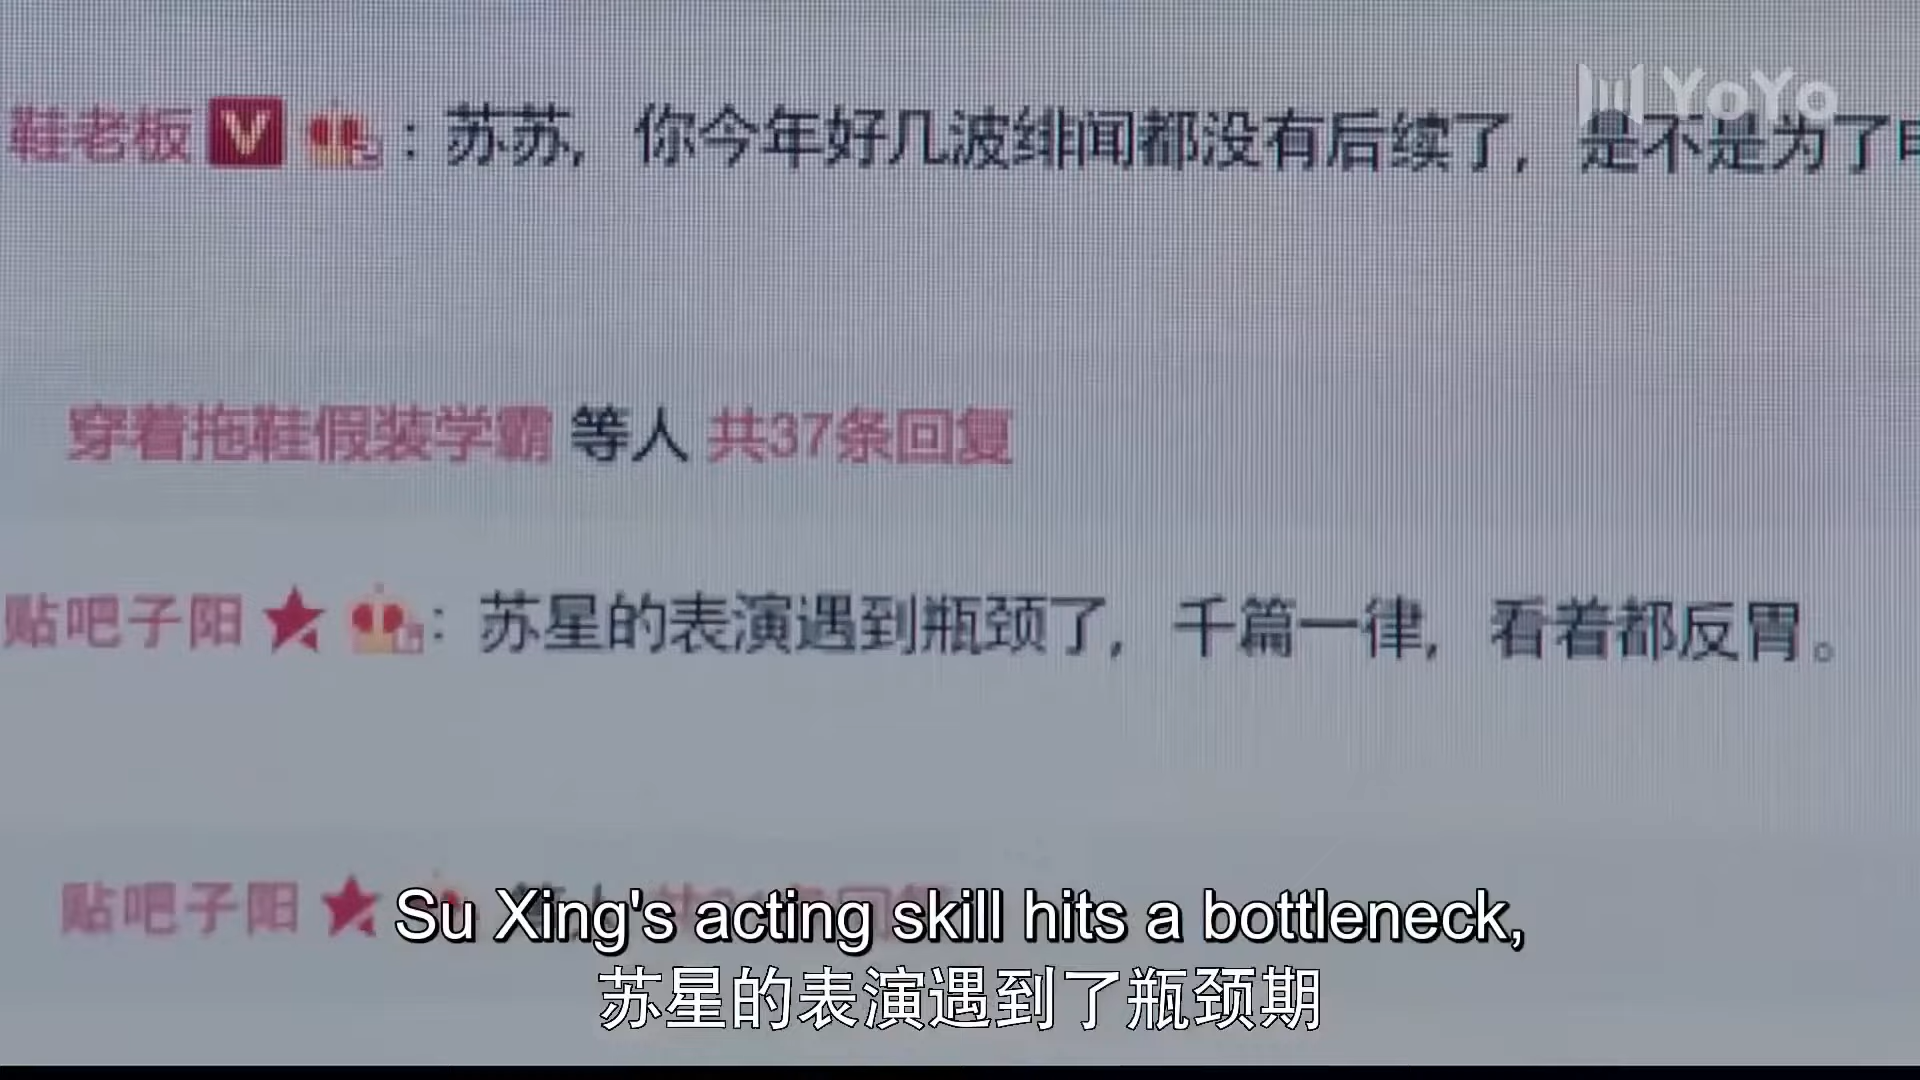 YoYo
鞋老板 V : 苏苏，你今年好几波绯闻都没有后续了，是不是为了
穿着拖鞋假装学霸 等人 共37条回复
贴吧子阳 : 苏星的表演遇到瓶颈了，千篇一律，看着都反胃。
贴吧子阳
Su Xing's acting skill hits a bottleneck,
苏星的表演遇到了瓶颈期